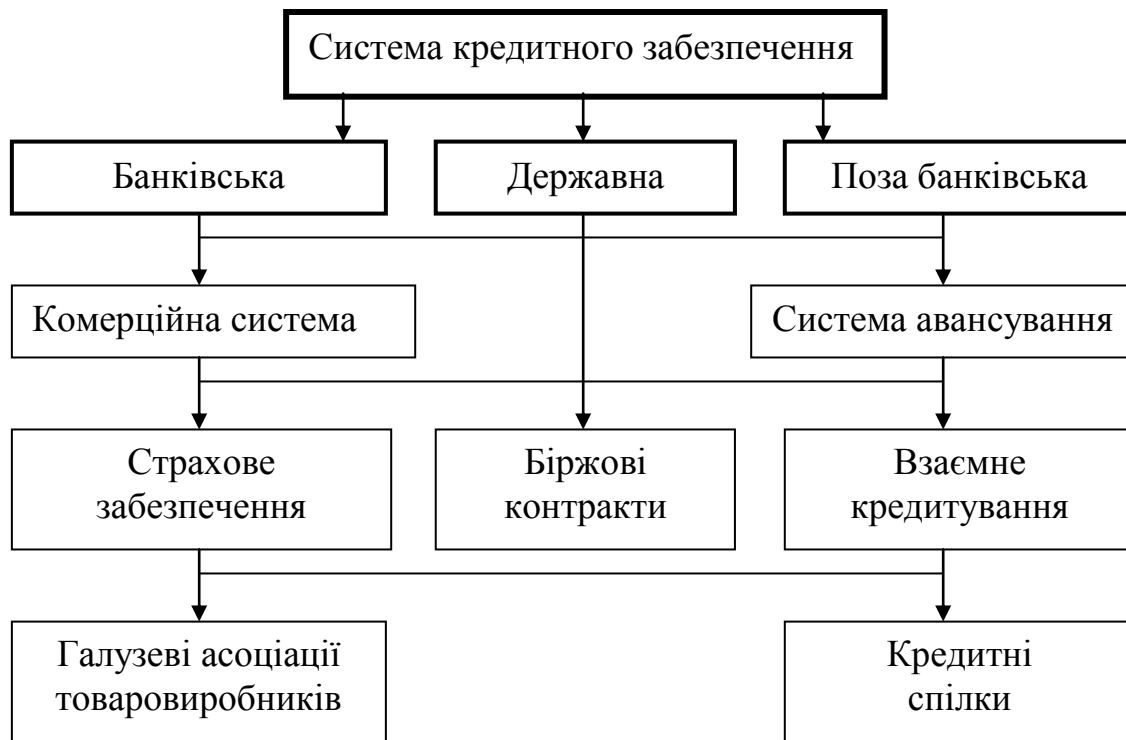 Система кредитного забезпечення
Банківська
Державна
Поза банківська
Комерційна система
Система авансування
Страхове
забезпечення
Біржові
контракти
Взаємне
кредитування
Галузеві асоціації
товаровиробників
Кредитні
спілки